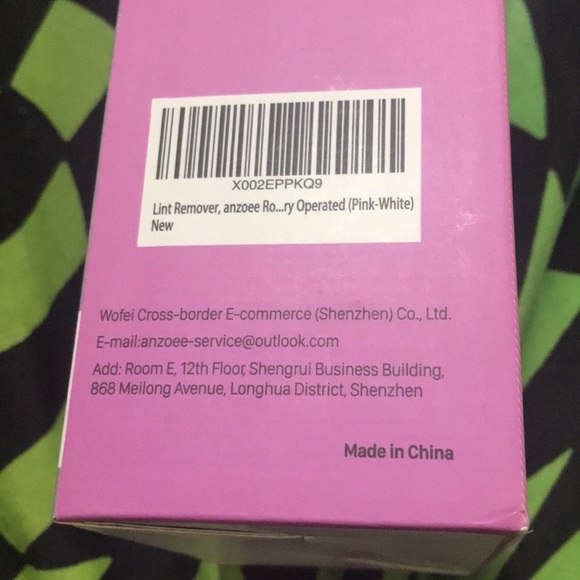 X002EPPKQ9
Lint Remover, anzoee Ro...ry Operated (Pink-White)
New
Wofei Cross-border E-commerce (Shenzhen) Co., Ltd.
E-mail:anzoee-service@outlook.com
Add: Room E, 12th Floor, Shengrui Business Building,
868 Meilong Avenue, Longhua District, Shenzhen
Made in China